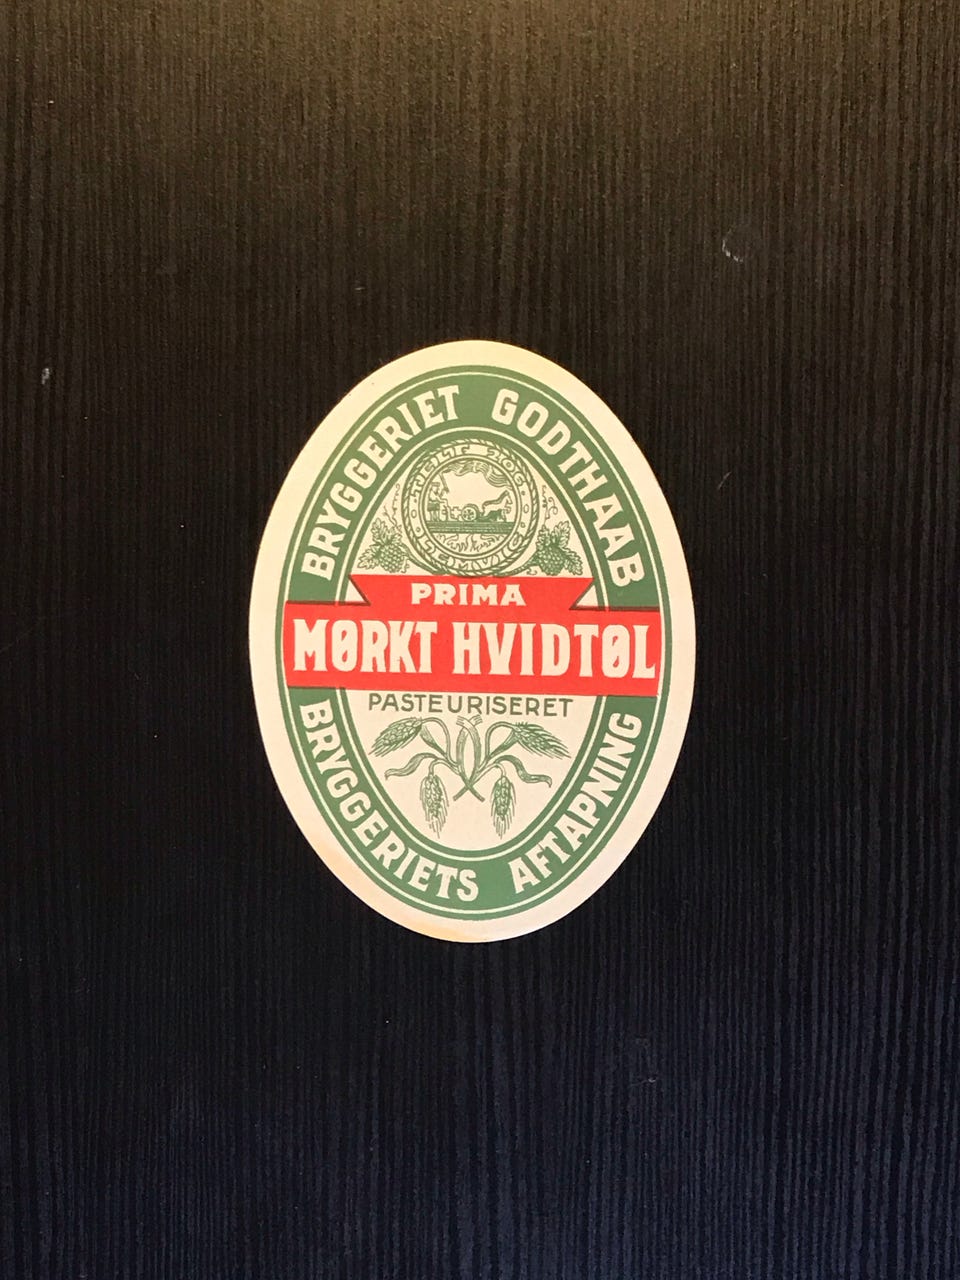 BRYGGERIET GODTHAAB
PRIMA
MØRKT HVIDTØL
PASTEURISERET
BRYGGERIETS AFTAPNING